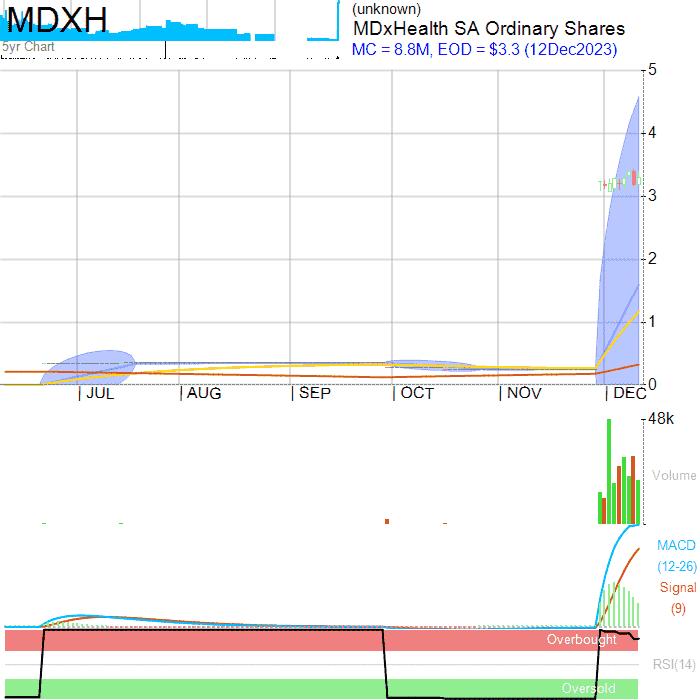 MDXH
5yr Chart
(unknown)
MDxHealth SA Ordinary Shares
MC = 8.8M, EOD = $3.3 (12Dec2023)
5
4
3
2
1
0
JUL AUG SEP OCT NOV DEC
48k
Volume
MACD
(12-26)
Signal
(9)
Overbought
RSI(14)
Oversold